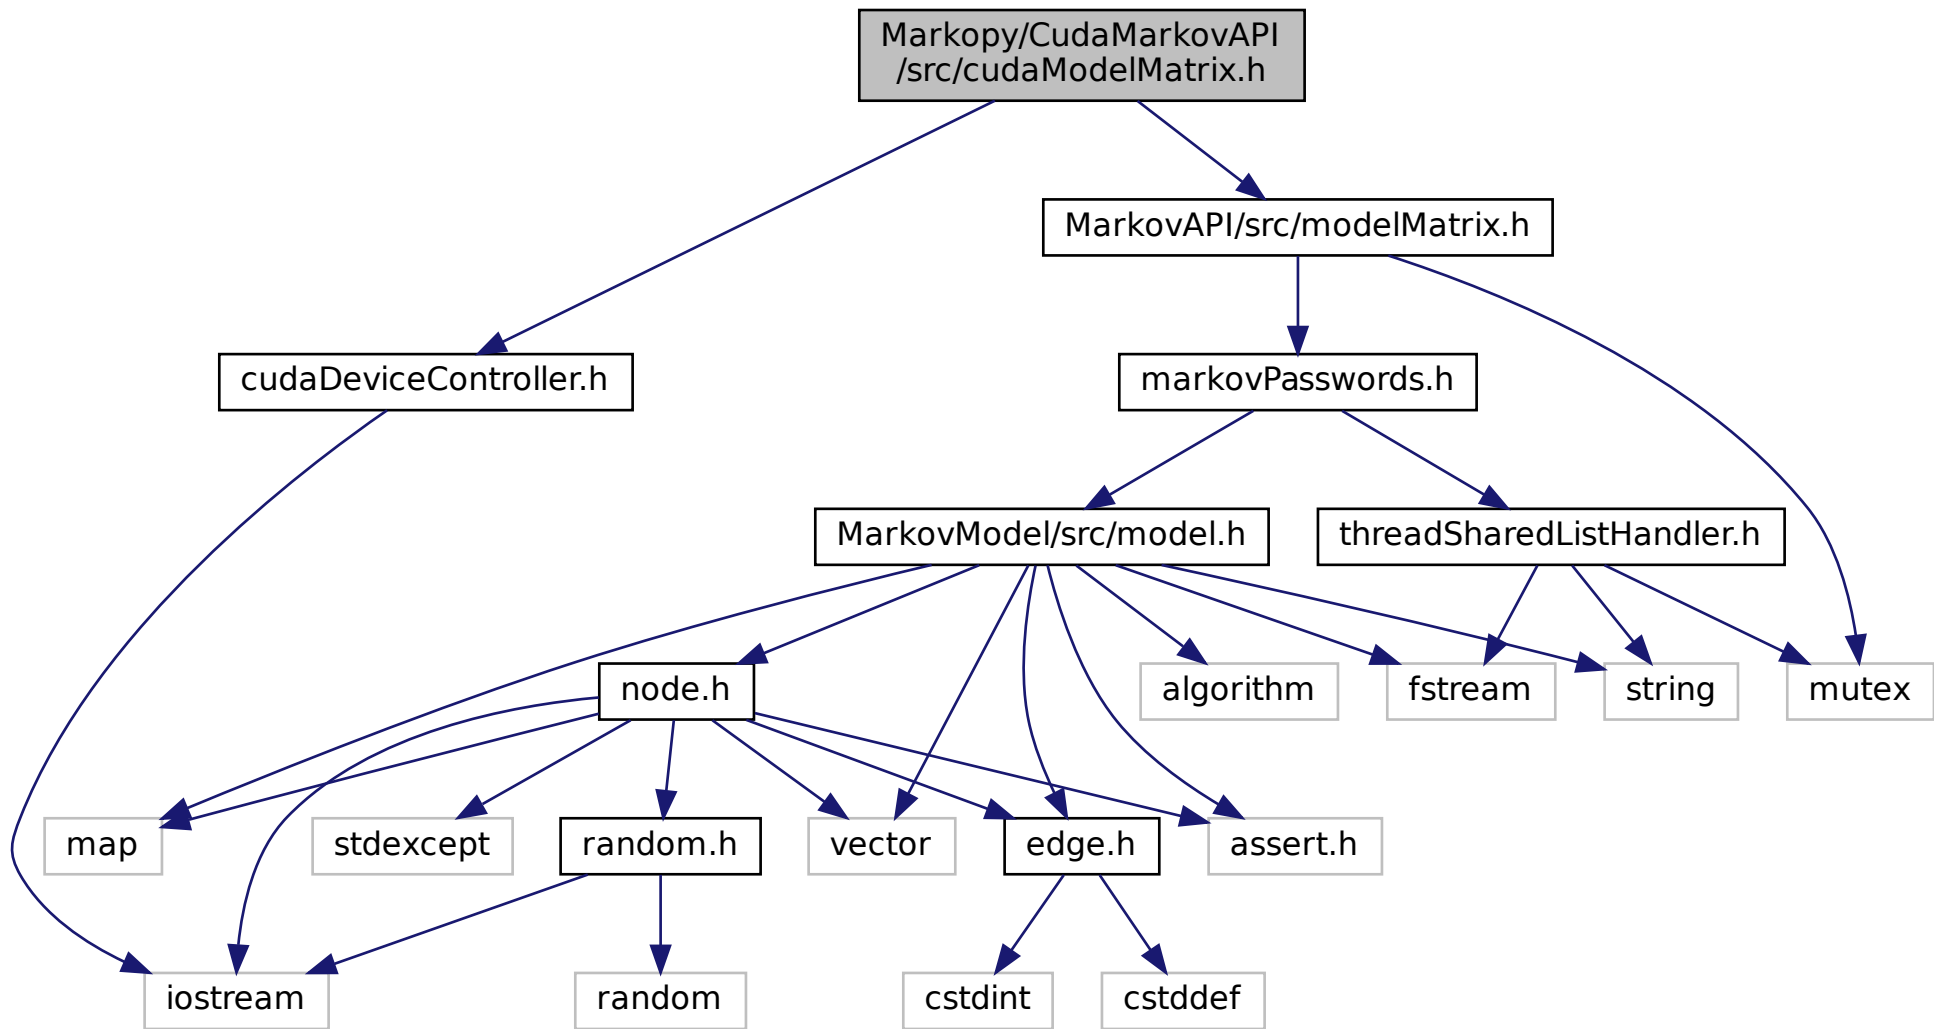 Markopy/CudaMarkovAPI
/src/cudaModelMatrix.h
MarkovAPI/src/modelMatrix.h
cudaDeviceController.h
markovPasswords.h
MarkovModel/src/model.h
threadSharedListHandler.h
node.h
algorithm
fstream
string
mutex
map
stdexcept
random.h
vector
edge.h
assert.h
iostream
random
cstdint
cstddef